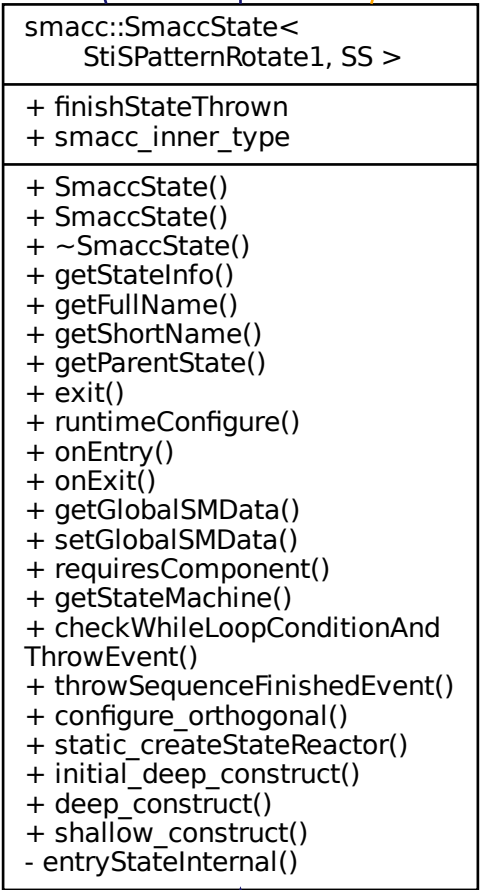 smacc::SmaccState<
StiSPatternRotate1, SS >
+ finishStateThrown
+ smacc_inner_type
+ SmaccState()
+ SmaccState()
+ ~SmaccState()
+ getStateInfo()
+ getFullName()
+ getShortName()
+ getParentState()
+ exit()
+ runtimeConfigure()
+ onEntry()
+ onExit()
+ getGlobalSMData()
+ setGlobalSMData()
+ requiresComponent()
+ getStateMachine()
+ checkWhileLoopConditionAnd
ThrowEvent()
+ throwSequenceFinishedEvent()
+ configure_orthogonal()
+ static_createStateReactor()
+ initial_deep_construct()
+ deep_construct()
+ shallow_construct()
- entryStateInternal()